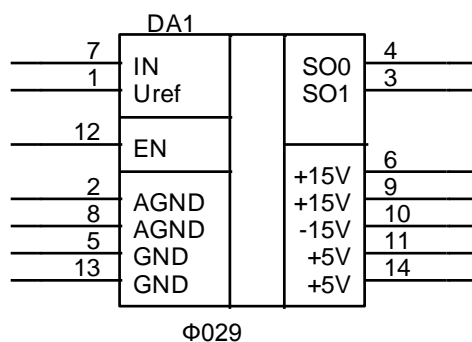 DA1
7 IN SO0 4
1 Uref SO1 3
12 EN
+15V 6
2 AGND +15V 9
8 AGND -15V 10
5 GND +5V 11
13 GND +5V 14
Ф029